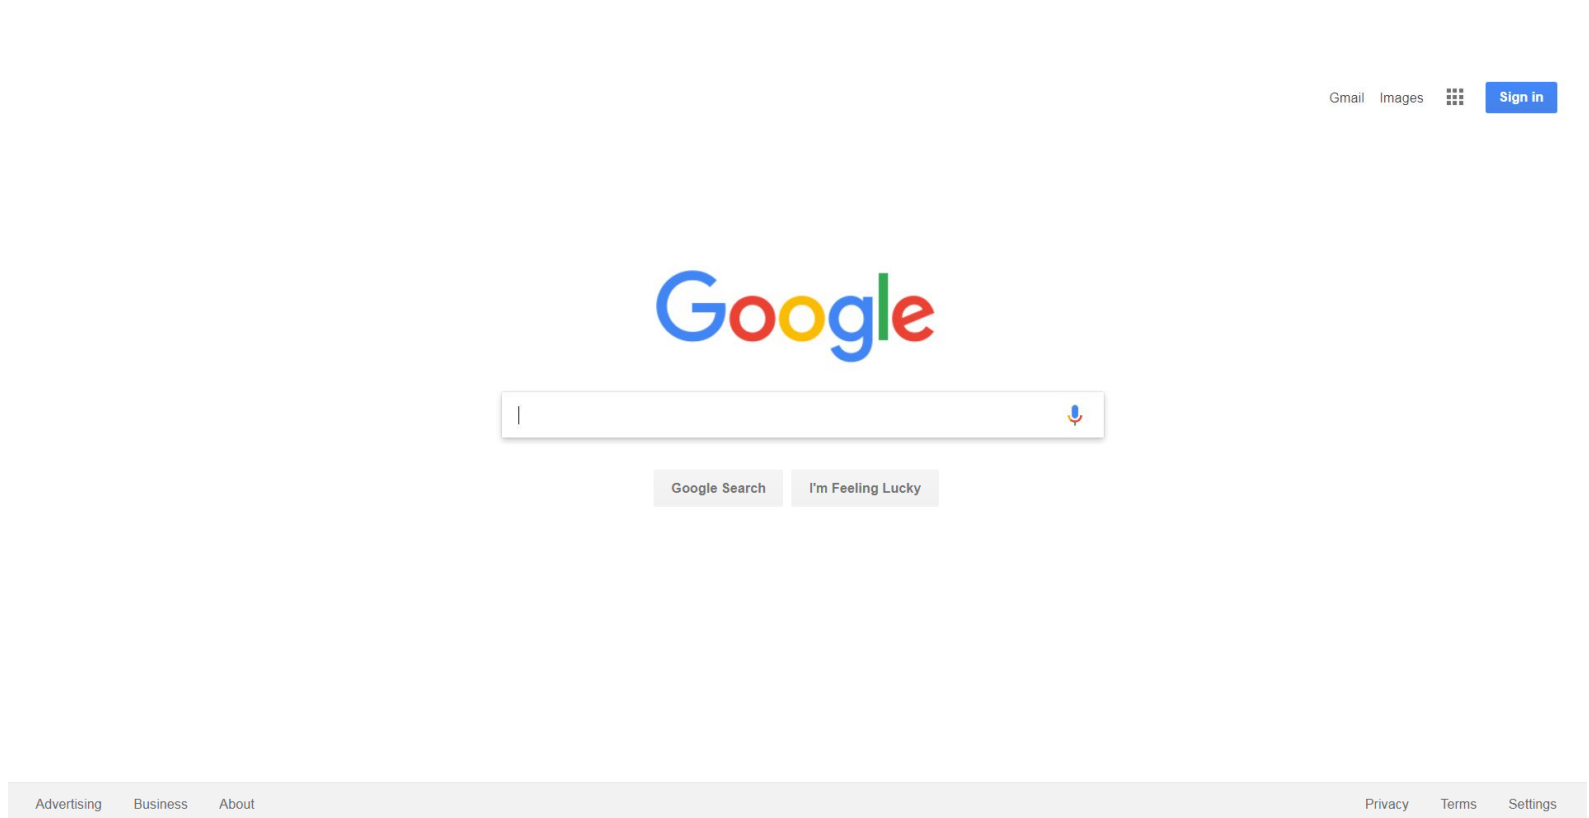 Gmail Images Sign in
Google
Google Search I'm Feeling Lucky
Advertising Business About Privacy Terms Settings